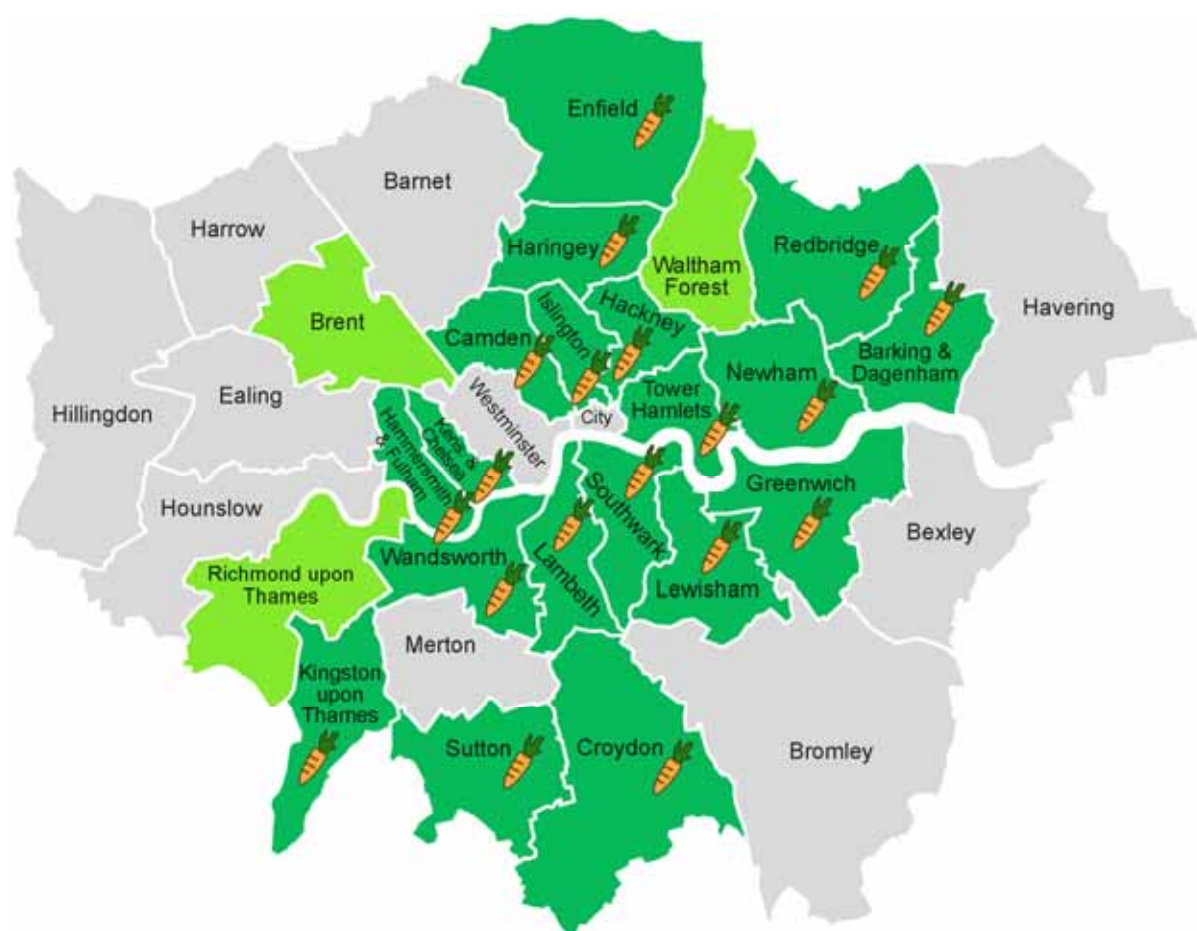 Enfield
Barnet
Harrow
Haringey
Redbridge
Waltham
Forest
Havering
Brent
Camden
Islington
Hackney
Barking &
Dagenham
Newham
Tower
Hamlets
Ealing
Hillingdon
Westminster
City
Kens. &
Chelsea
Hammersmith
& Fulham
Hounslow
Greenwich
Southwark
Bexley
Wandsworth
Lambeth
Lewisham
Richmond upon
Thames
Merton
Kingston
upon
Thames
Sutton
Croydon
Bromley